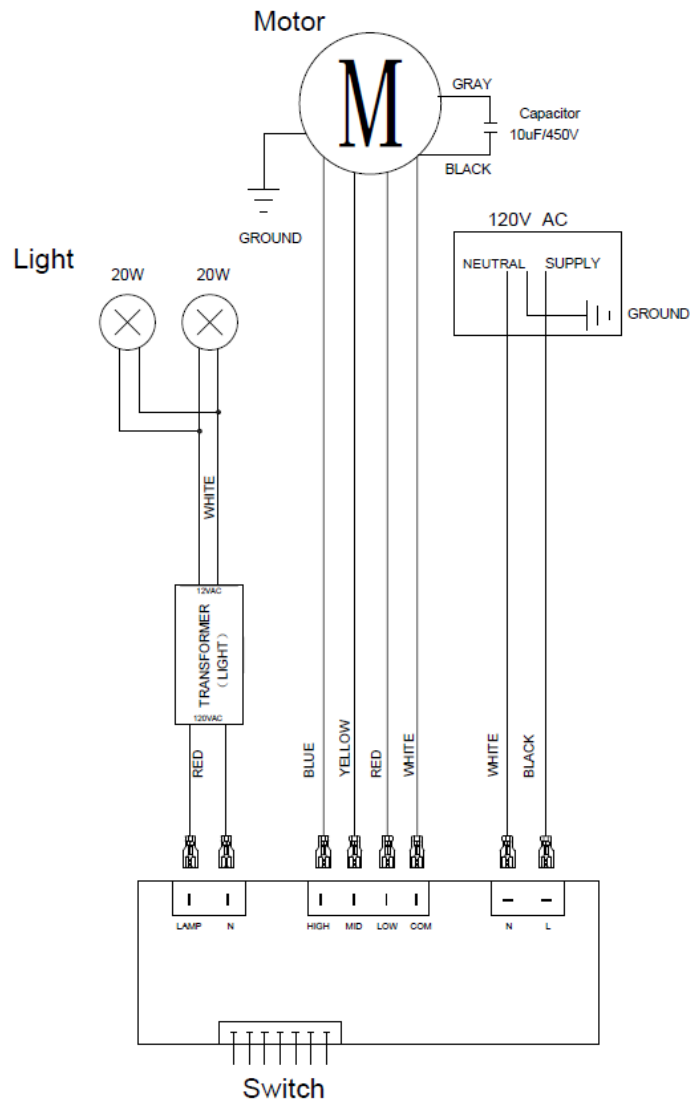 Motor
M
GRAY
Capacitor
10uF/450V
BLACK
GROUND
120V AC
NEUTRAL SUPPLY
GROUND
Light
20W 20W
WHITE
12VAC
TRANSFORMER
(LIGHT)
120VAC
RED
BLUE
YELLOW
RED
WHITE
WHITE
BLACK
LAMP N HIGH MID LOW COM N L
Switch